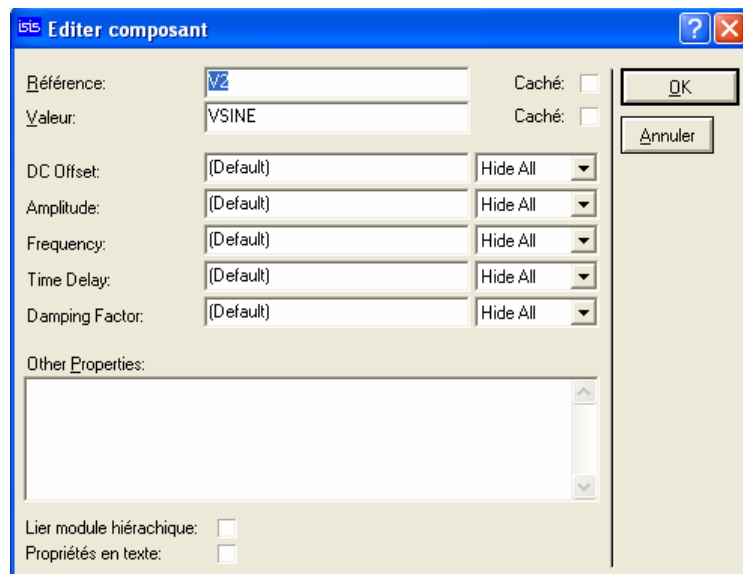 isis Editer composant
Référence: V2 Caché: OK
Valeur: VSINE Caché:
Annuler
DC Offset: (Default) Hide All
Amplitude: (Default) Hide All
Frequency: (Default) Hide All
Time Delay: (Default) Hide All
Damping Factor: (Default) Hide All
Other Properties:
Lier module hiérachique:
Propriétés en texte: